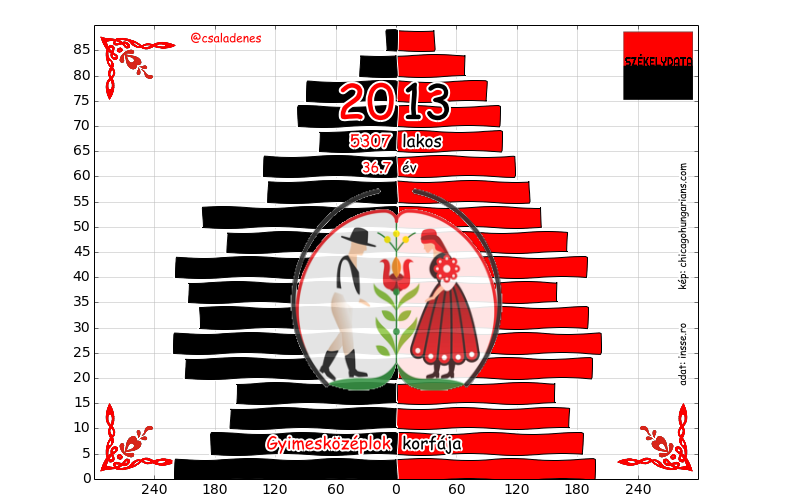 @csaladenes
SZÉKELYDATA
2013
5307 lakos
36.7 év
kép: chicagohungarians.com
adat: insse.ro
Gyimesközéplok korfája
85
80
75
70
65
60
55
50
45
40
35
30
25
20
15
10
5
0
240 180 120 60 0 60 120 180 240